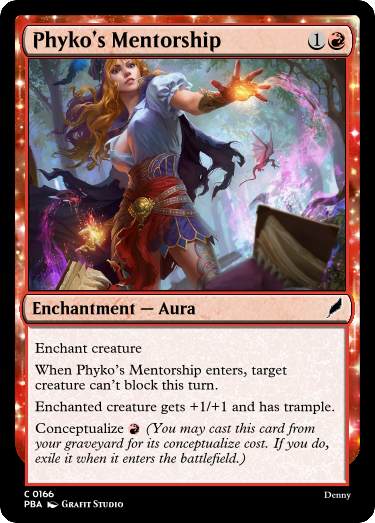 Phyko's Mentorship 1
Enchantment — Aura
Enchant creature
When Phyko's Mentorship enters, target
creature can't block this turn.
Enchanted creature gets +1/+1 and has trample.
Conceptualize (You may cast this card from
your graveyard for its conceptualize cost. If you do,
exile it when it enters the battlefield.)
C 0166
PBA Grafit Studio
Denny